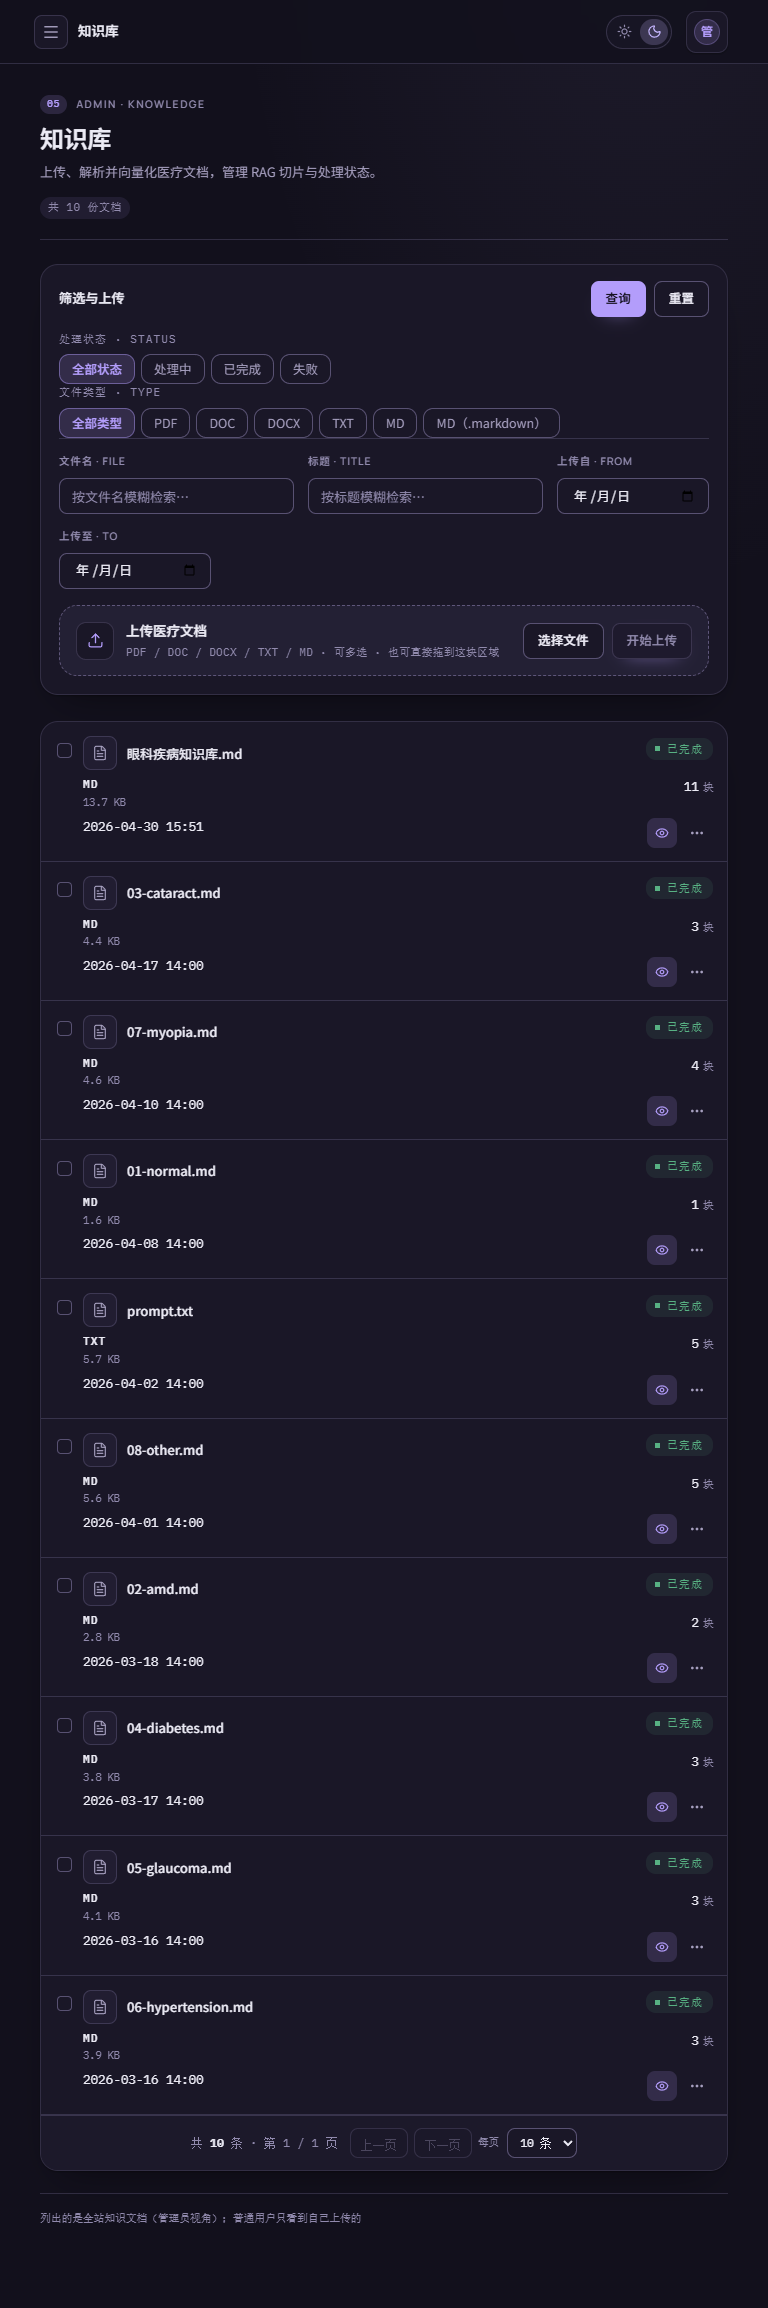 知识库
管
05 ADMIN · KNOWLEDGE
知识库
上传、解析并向量化医疗文档，管理 RAG 切片与处理状态。
共 10 份文档
筛选与上传 查询 重置
处理状态 · STATUS
全部状态 处理中 已完成 失败
文件类型 · TYPE
全部类型 PDF DOC DOCX TXT MD MD（.markdown）
文件名 · FILE 标题 · TITLE 上传自 · FROM
按文件名模糊检索… 按标题模糊检索… 年 /月/日
上传至 · TO
年 /月/日
上传医疗文档
PDF / DOC / DOCX / TXT / MD · 可多选 · 也可直接拖到这块区域
选择文件 开始上传
眼科疾病知识库.md 已完成
MD 11 块
13.7 KB
2026-04-30 15:51
03-cataract.md 已完成
MD 3 块
4.4 KB
2026-04-17 14:00
07-myopia.md 已完成
MD 4 块
4.6 KB
2026-04-10 14:00
01-normal.md 已完成
MD 1 块
1.6 KB
2026-04-08 14:00
prompt.txt 已完成
TXT 5 块
5.7 KB
2026-04-02 14:00
08-other.md 已完成
MD 5 块
5.6 KB
2026-04-01 14:00
02-amd.md 已完成
MD 2 块
2.8 KB
2026-03-18 14:00
04-diabetes.md 已完成
MD 3 块
3.8 KB
2026-03-17 14:00
05-glaucoma.md 已完成
MD 3 块
4.1 KB
2026-03-16 14:00
06-hypertension.md 已完成
MD 3 块
3.9 KB
2026-03-16 14:00
共 10 条 · 第 1 / 1 页 上一页 下一页 每页 10 条
列出的是全站知识文档（管理员视角）；普通用户只看到自己上传的